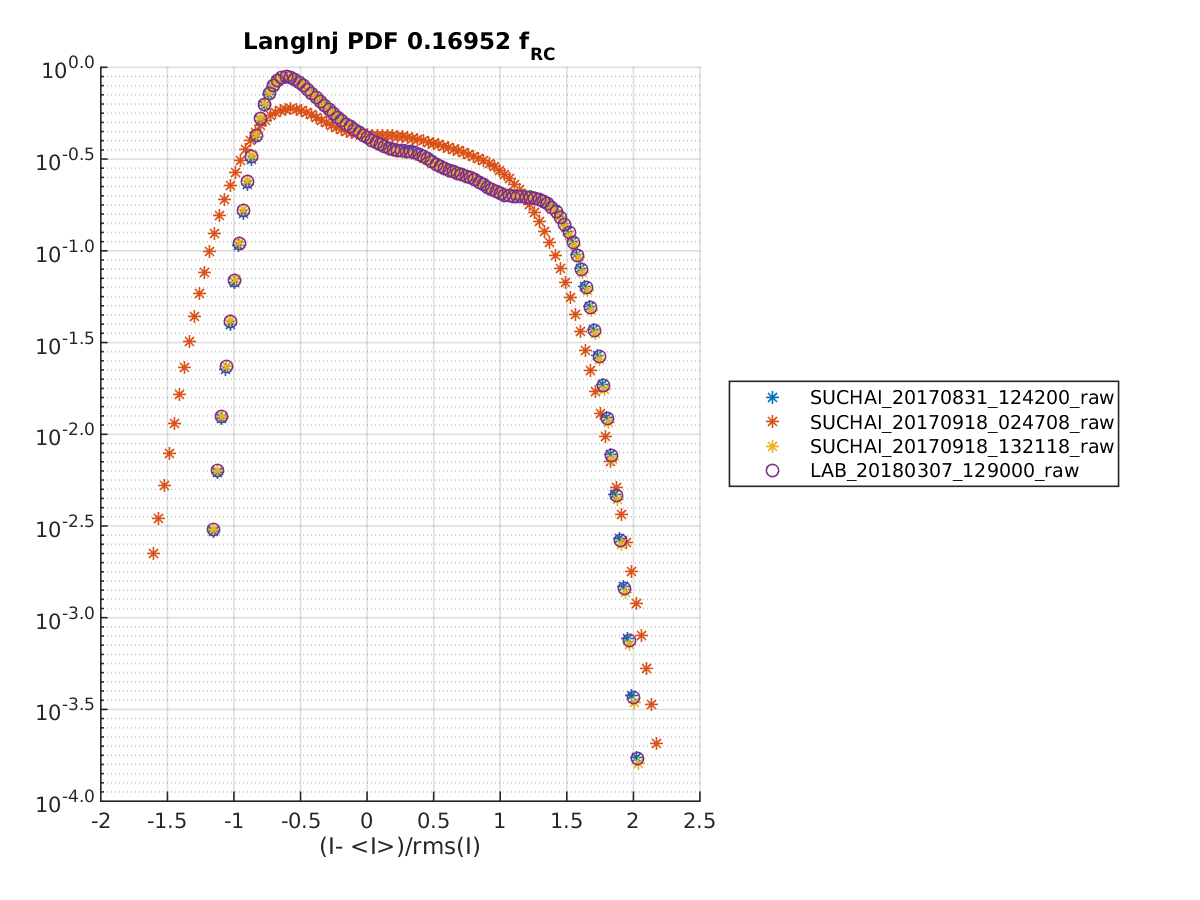 LangInj PDF 0.16952 f_RC
10^0.0
10^-0.5
10^-1.0
10^-1.5
10^-2.0
10^-2.5
10^-3.0
10^-3.5
10^-4.0
-2 -1.5 -1 -0.5 0 0.5 1 1.5 2 2.5
(I- <I>)/rms(I)
SUCHAI_20170831_124200_raw
SUCHAI_20170918_024708_raw
SUCHAI_20170918_132118_raw
LAB_20180307_129000_raw